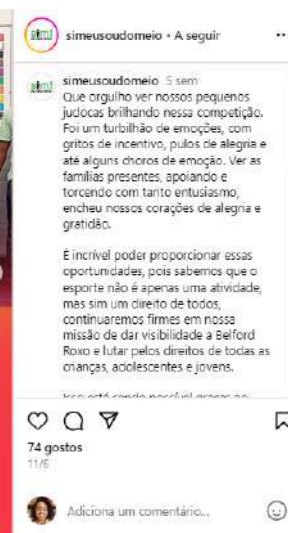 simeusoudomeio • A seguir
simeusoudomeio 5 sem
Que orgulho ver nossos pequenos
judocas brilhando nessa competição.
Foi um turbilhão de emoções, com
gritos de incentivo, pulos de alegria e
até alguns choros de emoção. Ver as
famílias presentes, apoiando e
torcendo com tanto entusiasmo,
encheu nossos corações de alegria e
gratidão.
É incrível poder proporcionar essas
oportunidades, pois sabemos que o
esporte não é apenas uma atividade,
mas sim um direito de todos,
continuaremos firmes em nossa
missão de dar visibilidade a Belford
Roxo e lutar pelos direitos de todas as
crianças, adolescentes e jovens.
74 gostos
11/6
Adiciona um comentário...